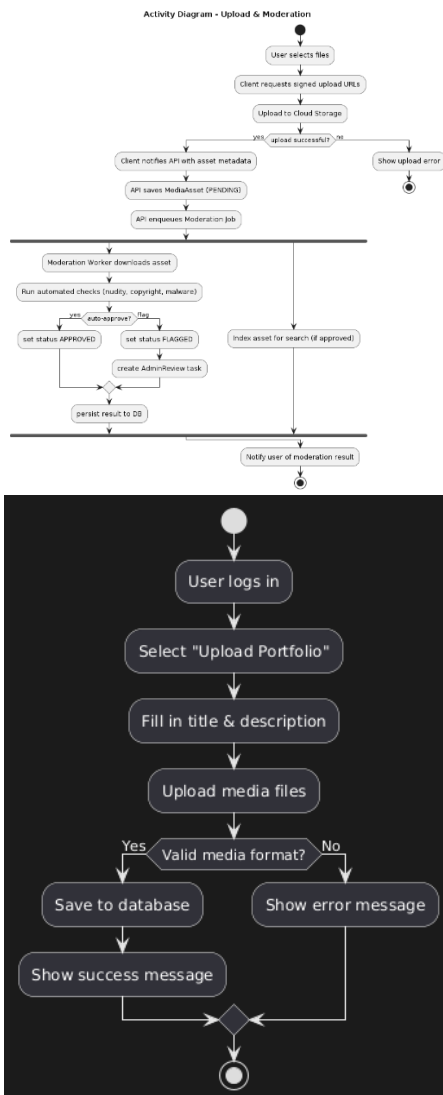 Activity Diagram - Upload & Moderation
User selects files
Client requests signed upload URLs
Upload to Cloud Storage
yes
upload successful?
no
Client notifies API with asset metadata
Show upload error
API saves MediaAsset (PENDING)
API enqueues Moderation Job
Moderation Worker downloads asset
Run automated checks (nudity, copyright, malware)
yes
auto-approve?
flag
set status APPROVED
set status FLAGGED
Index asset for search (if approved)
create AdminReview task
persist result to DB
Notify user of moderation result
User logs in
Select "Upload Portfolio"
Fill in title & description
Upload media files
Yes
Valid media format?
No
Save to database
Show error message
Show success message